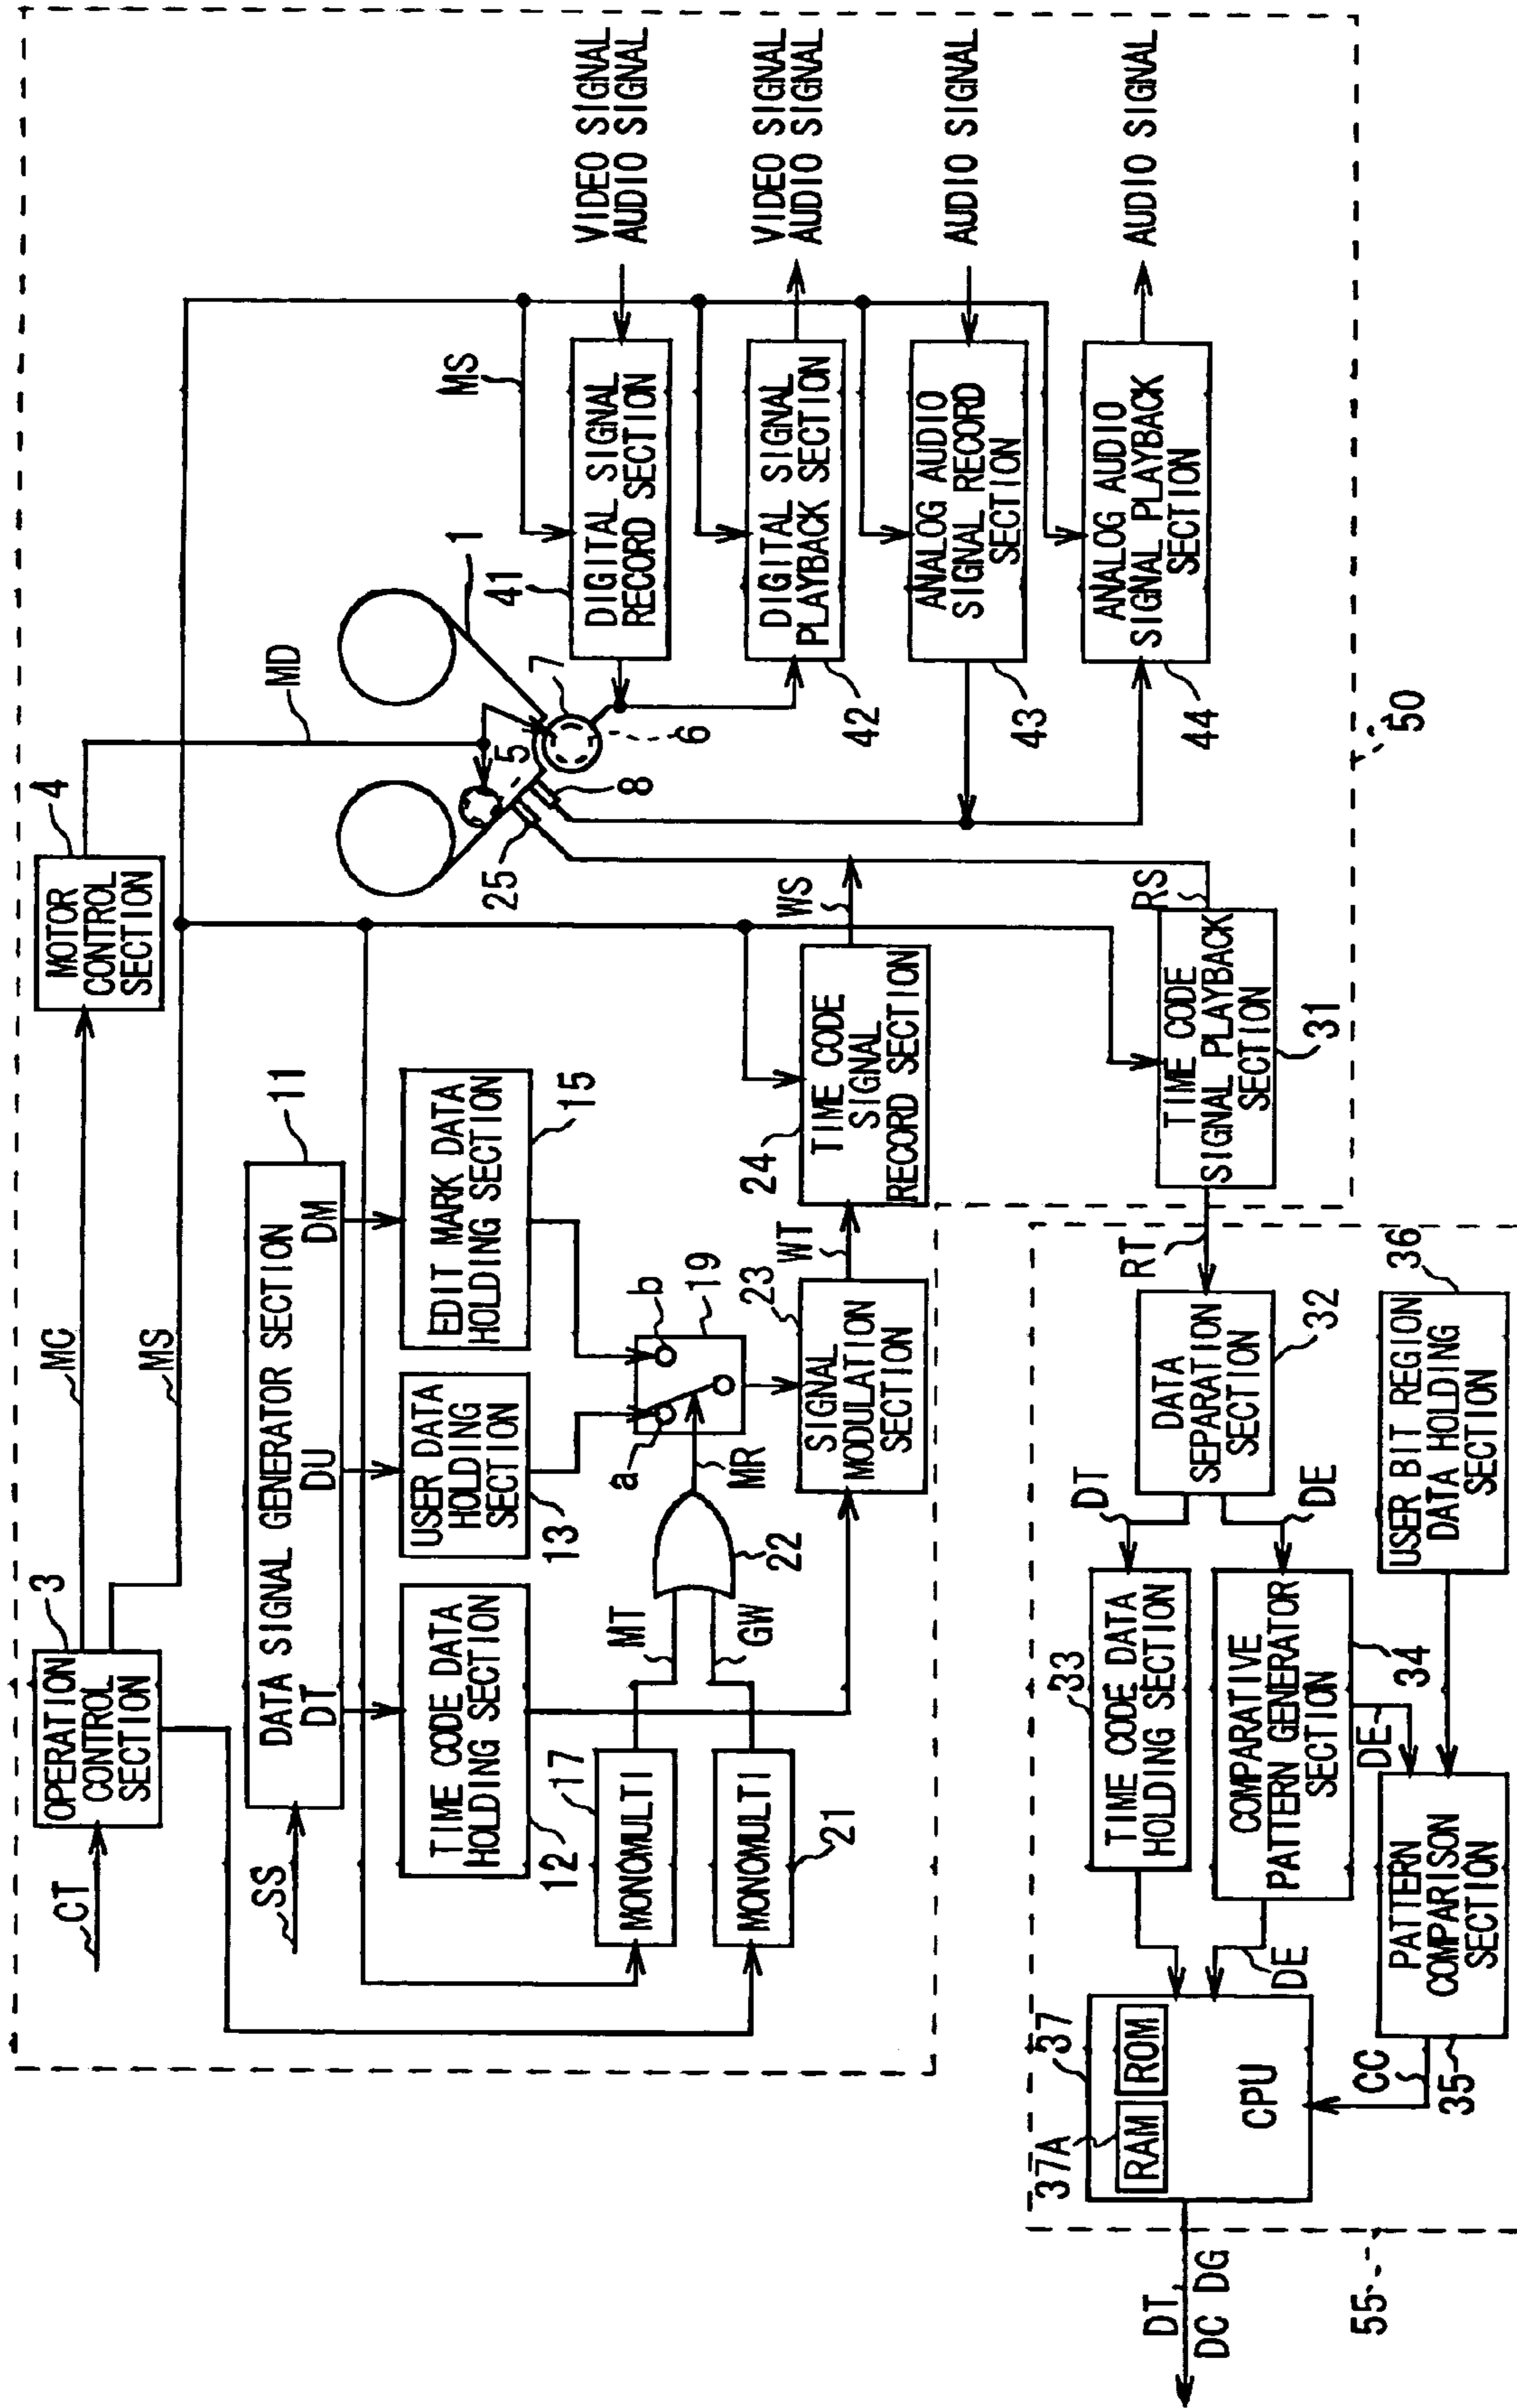 CT
OPERATION
CONTROL
SECTION
3
MC
MS
MOTOR
CONTROL
SECTION
4
MD
SS
DATA SIGNAL GENERATOR SECTION
DT
DU
DM
11
TIME CODE DATA
HOLDING SECTION
12
USER DATA
HOLDING
SECTION
13
EDIT MARK DATA
HOLDING SECTION
15
MONOMULTI
17
MONOMULTI
21
MT
GW
22
MR
a
b
19
SIGNAL
MODULATION
SECTION
23
WT
TIME CODE
SIGNAL
RECORD SECTION
24
WS
25
5
8
7
6
1
MS
DIGITAL SIGNAL
RECORD SECTION
41
VIDEO SIGNAL
AUDIO SIGNAL
DIGITAL SIGNAL
PLAYBACK SECTION
42
VIDEO SIGNAL
AUDIO SIGNAL
ANALOG AUDIO
SIGNAL RECORD
SECTION
43
AUDIO SIGNAL
ANALOG AUDIO
SIGNAL PLAYBACK
SECTION
44
AUDIO SIGNAL
50
RS
TIME CODE
SIGNAL PLAYBACK
SECTION
31
RT
DATA
SEPARATION
SECTION
32
DT
DE
TIME CODE DATA
HOLDING SECTION
33
COMPARATIVE
PATTERN GENERATOR
SECTION
34
DE
DE
USER BIT REGION
DATA HOLDING
SECTION
36
PATTERN
COMPARISON
SECTION
35
CC
37
37A
RAM
ROM
CPU
DT
DC DG
55